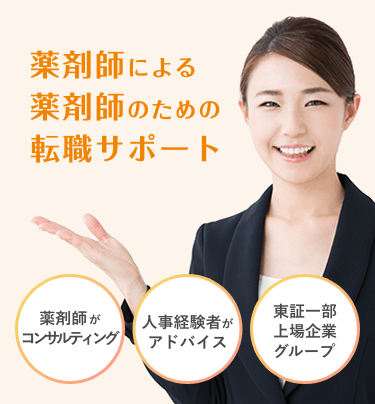 薬剤師による
薬剤師のための
転職サポート
薬剤師が
コンサルティング
人事経験者が
アドバイス
東証一部
上場企業
グループ